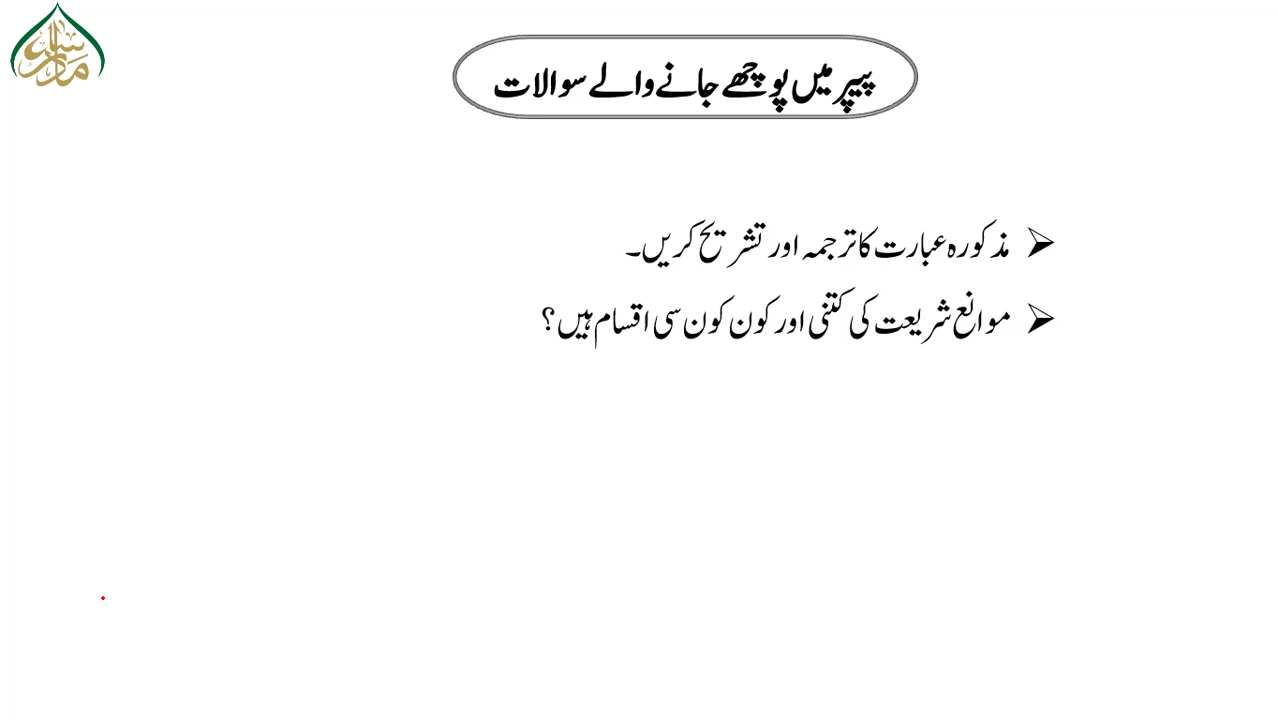 مدرسہ
پیپر میں پوچھے جانے والے سوالات
مذکورہ عبارت کا ترجمہ اور تشریح کریں۔
موانع شریعت کی کتنی اور کون کون سی اقسام ہیں؟